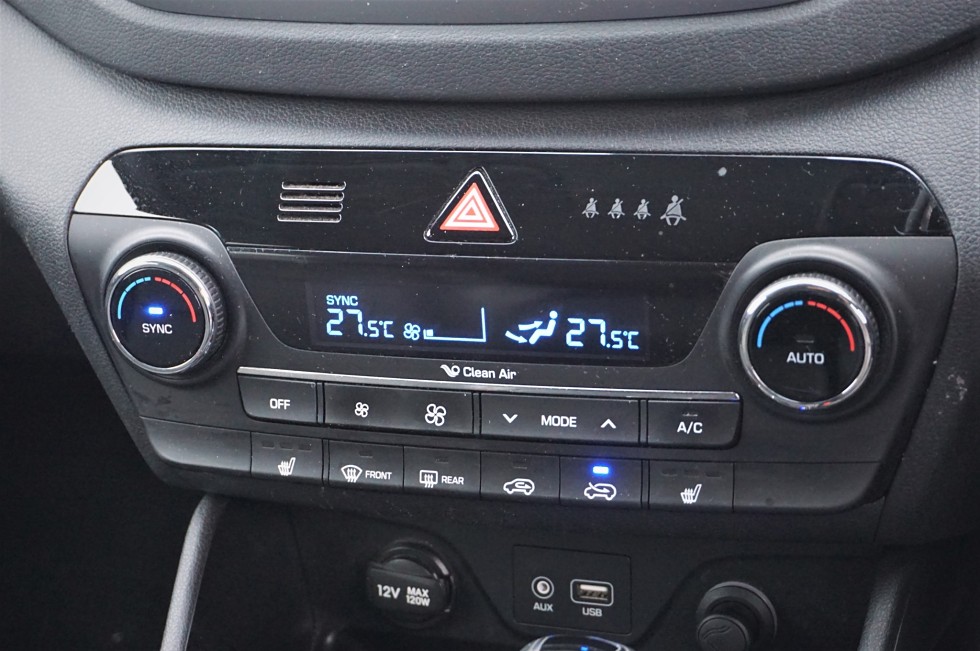 SYNC
27.5°C 27.5°C
SYNC
AUTO
Clean Air
OFF
MODE
A/C
FRONT
REAR
12V MAX 120W
AUX
USB